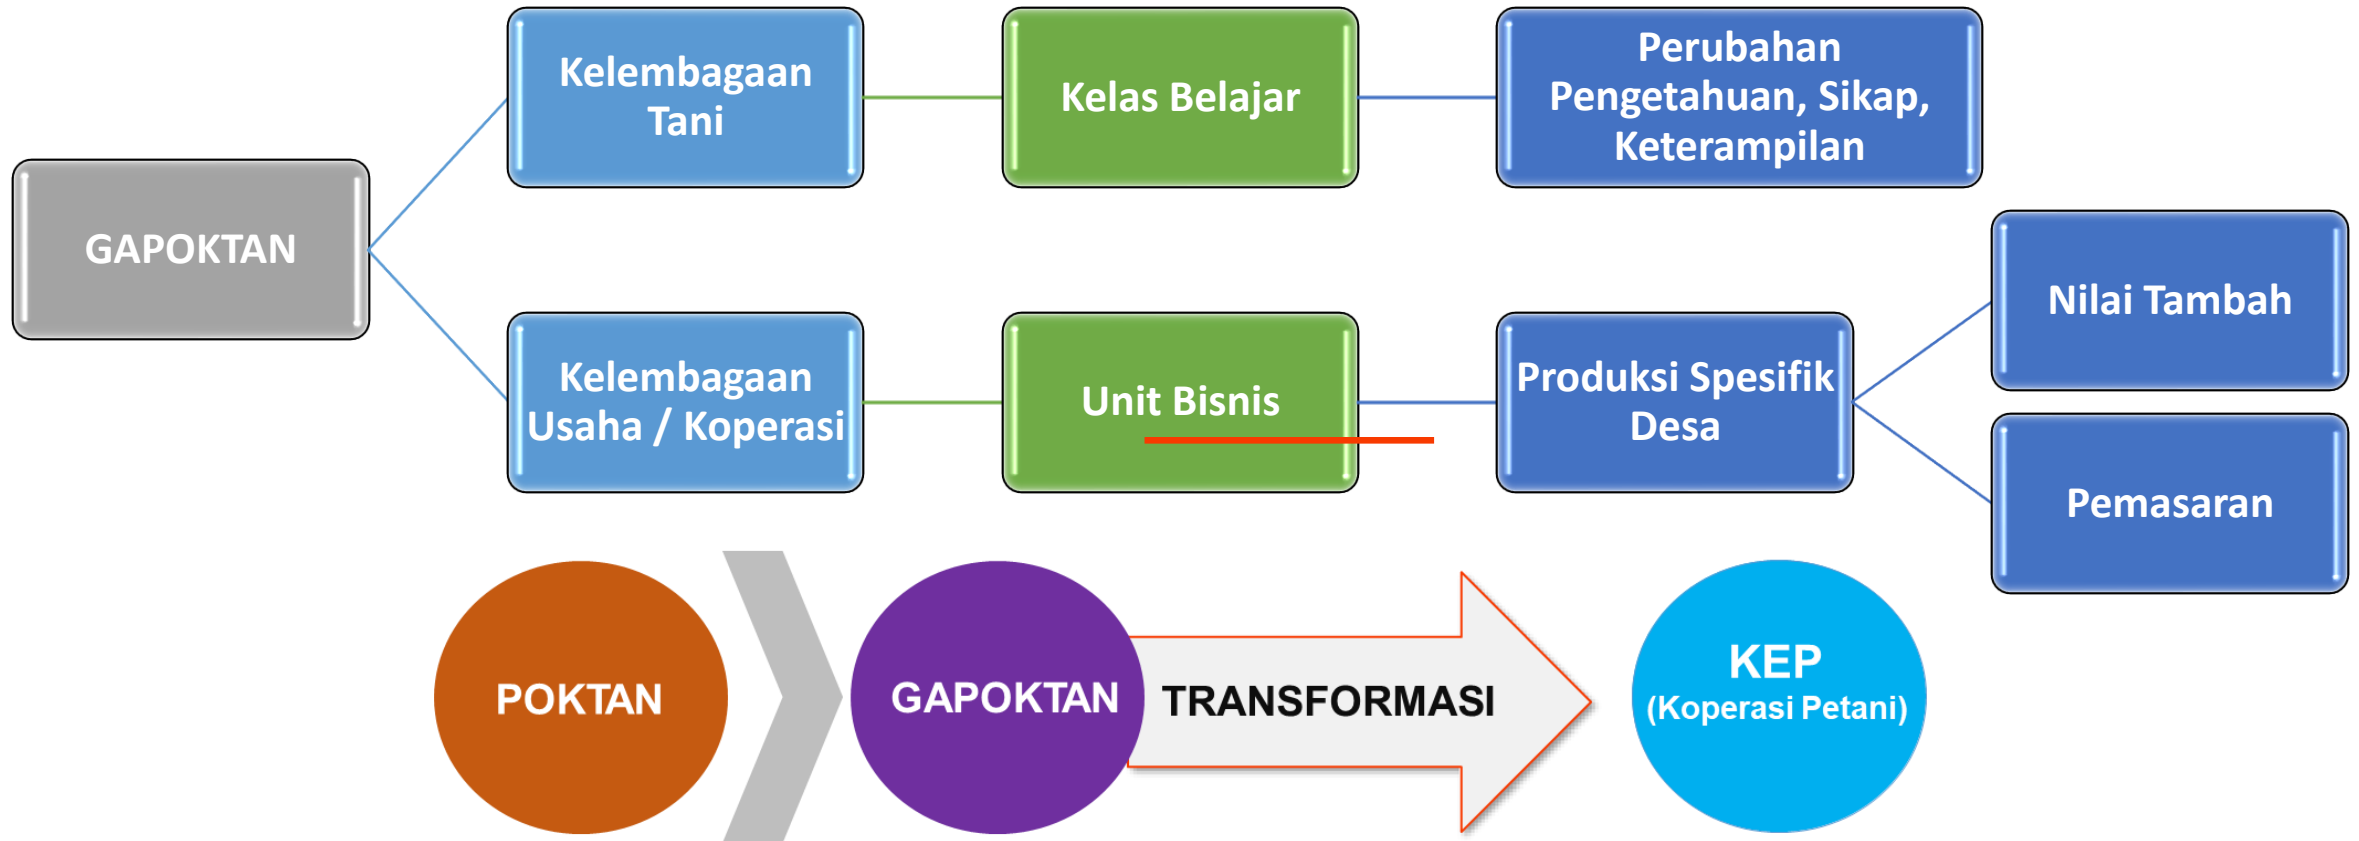 GAPOKTAN
Kelembagaan
Tani
Kelas Belajar
Perubahan
Pengetahuan, Sikap,
Keterampilan
Kelembagaan
Usaha / Koperasi
Unit Bisnis
Produksi Spesifik
Desa
Nilai Tambah
Pemasaran
POKTAN
GAPOKTAN
TRANSFORMASI
KEP
(Koperasi Petani)